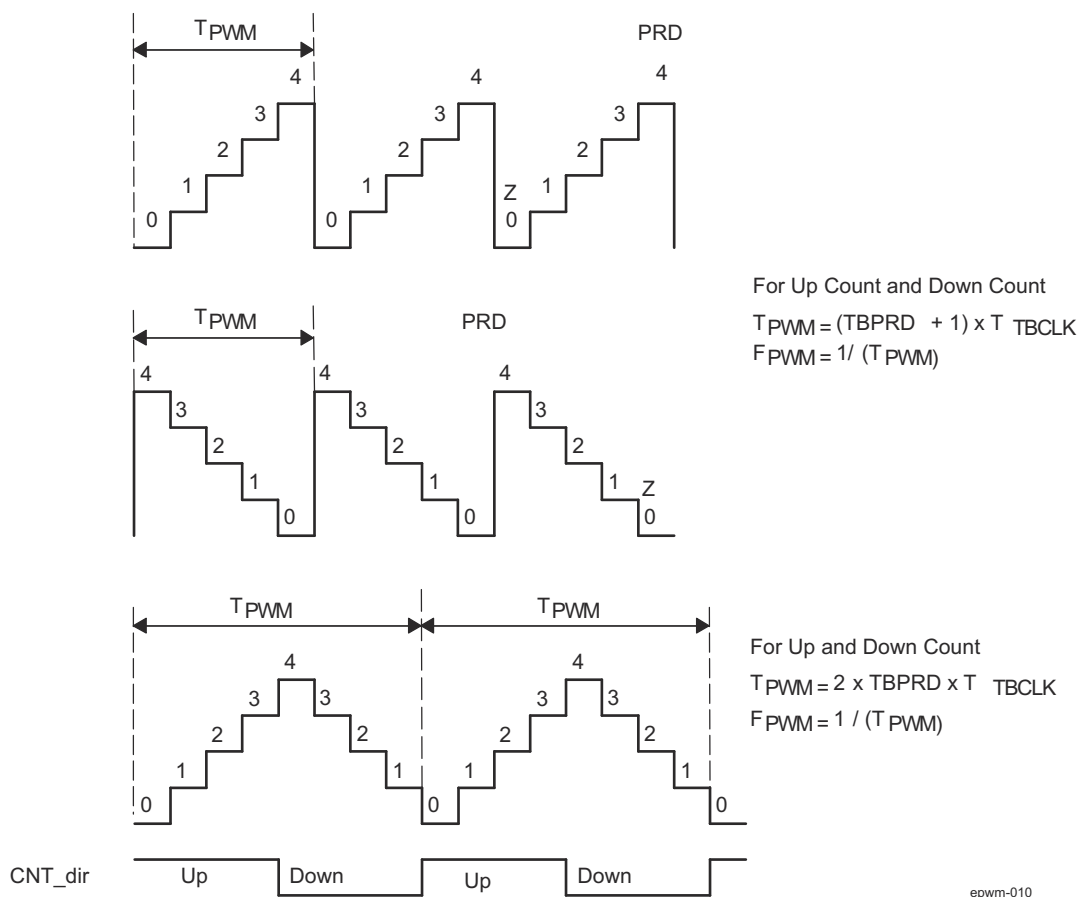 TPWM
PRD
4 4 4
3 3 3
2 2 2
1 1 Z 1
0 0 0
For Up Count and Down Count
TPWM = (TBPRD + 1) x T TBCLK
FPWM = 1/ (TPWM)
TPWM PRD
4 4 4
3 3 3
2 2 2
1 1 1 Z
0 0 0
TPWM TPWM
For Up and Down Count
TPWM = 2 x TBPRD x T TBCLK
FPWM = 1 / (TPWM)
4 4
3 3 3 3
2 2 2 2
1 1 1 1
0 0 0
CNT_dir Up Down Up Down
epwm-010